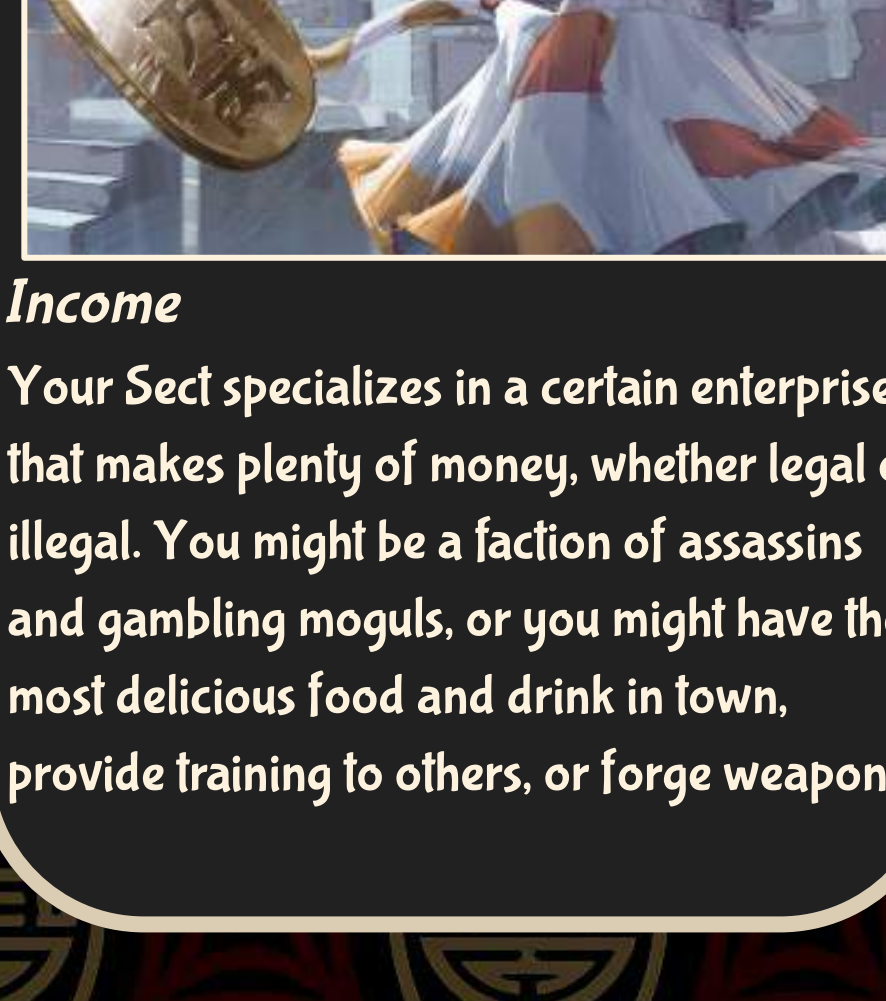 Income
Your Sect specializes in a certain enterprise
that makes plenty of money, whether legal
illegal. You might be a faction of assassins
and gambling moguls, or you might have the
most delicious food and drink in town,
provide training to others, or forge weapon